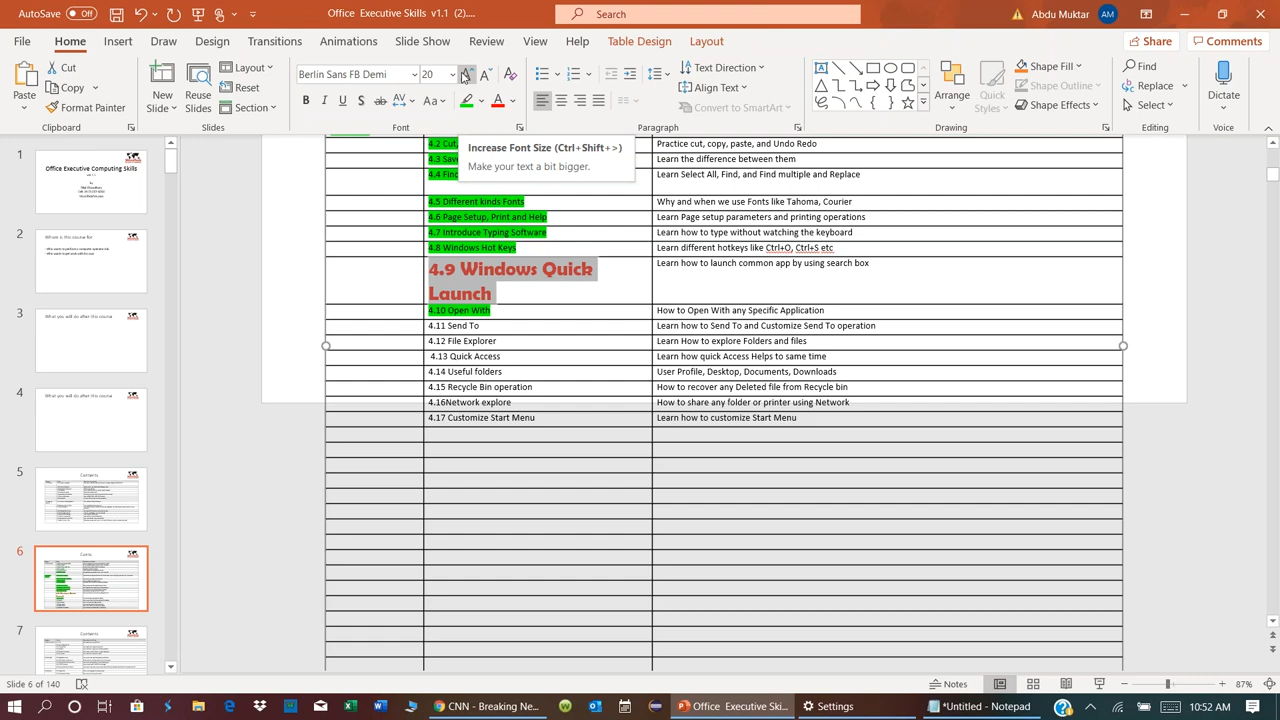 AutoSave Off
Office Executive Computing Skills v1.1 (2)...
Search
Abdu Muktar AM
File Home Insert Draw Design Transitions Animations Slide Show Review View Help Table Design Layout Share Comments
Paste
Cut
Copy
Format Painter
Clipboard
New Slide
Reuse Slides
Layout
Reset
Section
Slides
Berlin Sans FB Demi 20
Font
Text Direction
Align Text
Convert to SmartArt
Paragraph
Arrange
Quick Styles
Shape Fill
Shape Outline
Shape Effects
Drawing
Find
Replace
Select
Editing
Dictate
Voice
Increase Font Size (Ctrl+Shift+>)
Make your text a bit bigger.
1
Office Executive Computing Skills
2
3
What you will do after this course
4
What you will do after this course
5
Contents
6
7
Contents
4.2 Cut, Practice cut, copy, paste, and Undo Redo
4.3 Save Learn the difference between them
4.4 Find Learn Select All, Find, and Find multiple and Replace
4.5 Different kinds Fonts Why and when we use Fonts like Tahoma, Courier
4.6 Page Setup, Print and Help Learn Page setup parameters and printing operations
4.7 Introduce Typing Software Learn how to type without watching the keyboard
4.8 Windows Hot Keys Learn different hotkeys like Ctrl+O, Ctrl+S etc
4.9 Windows Quick Launch Learn how to launch common app by using search box
4.10 Open With How to Open With any Specific Application
4.11 Send To Learn how to Send To and Customize Send To operation
4.12 File Explorer Learn How to explore Folders and files
4.13 Quick Access Learn how quick Access Helps to same time
4.14 Useful folders User Profile, Desktop, Documents, Downloads
4.15 Recycle Bin operation How to recover any Deleted file from Recycle bin
4.16Network explore How to share any folder or printer using Network
4.17 Customize Start Menu Learn how to customize Start Menu
Slide 6 of 140
Notes
87%
CNN - Breaking Ne...
Office Executive Ski...
Settings
*Untitled - Notepad
10:52 AM